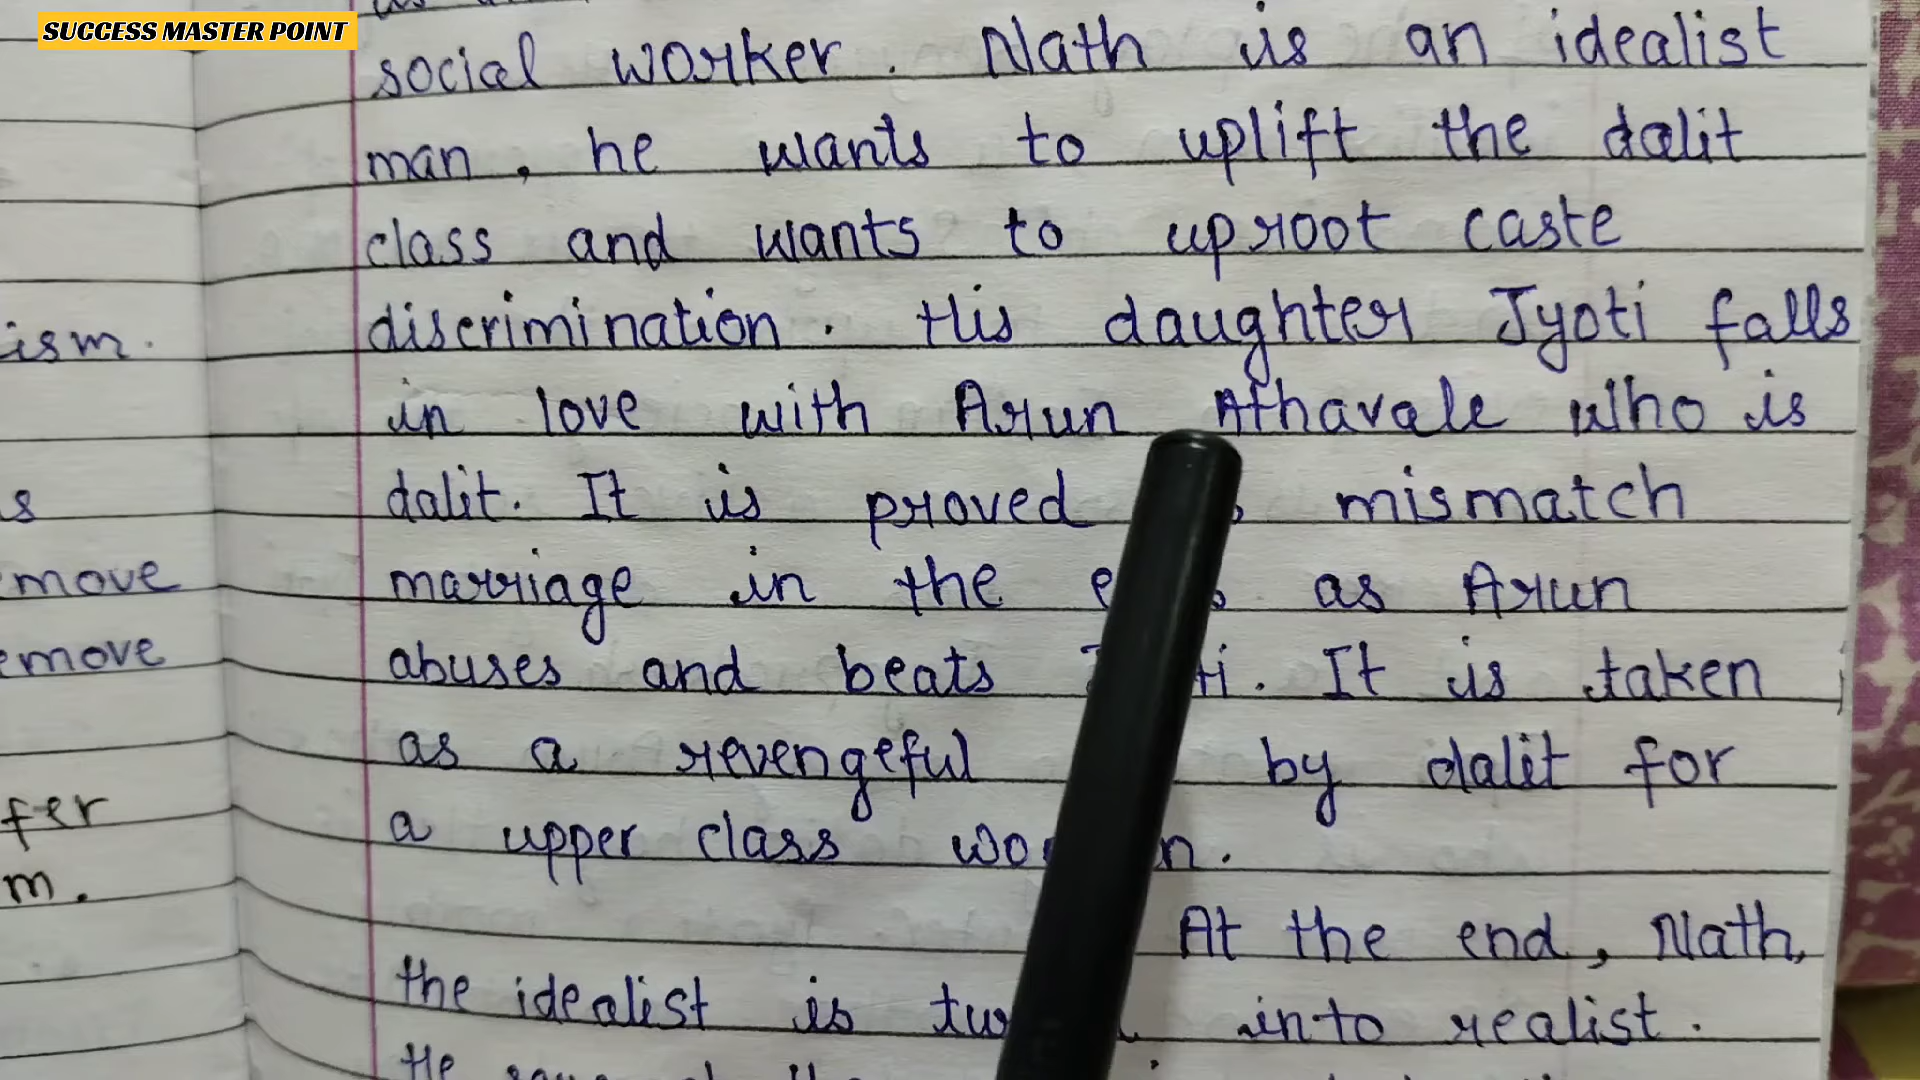 SUCCESS MASTER POINT
social worker. Nath is an idealist
man, he wants to uplift the dalit
class and wants to uproot caste
discrimination. His daughter Jyoti falls
ism.
in love with Arun Athavale who is
s
dalit. It is proved mismatch
move
marriage in the as Arun
emove
abuses and beats It is taken
as a revengeful by dalit for
fer
a upper class
m.
At the end, Nath,
the idealist is into realist.
He